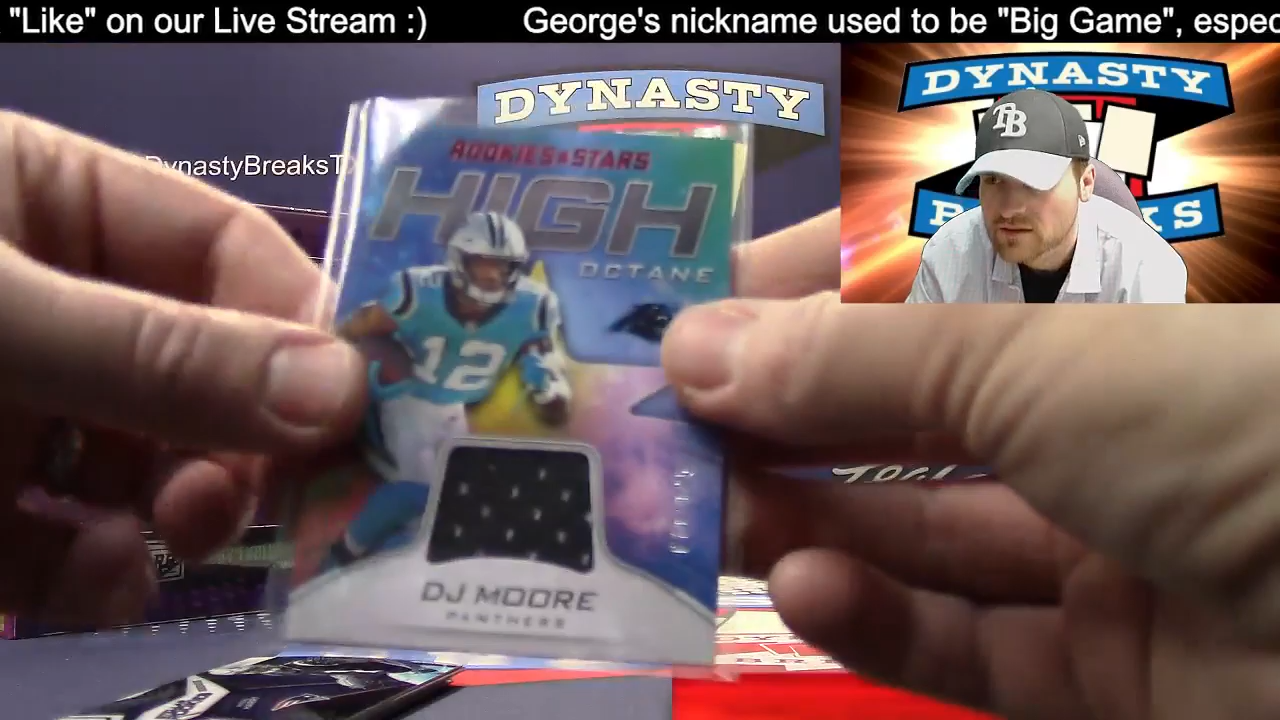 "Like" on our Live Stream :)
George's nickname used to be "Big Game", espec
DYNASTY
DYNASTY
TB
DynastyBreaksT
ROOKIES & STARS
HIGH
OCTANE
12
DJ MOORE
PANTHERS
DYNASTY